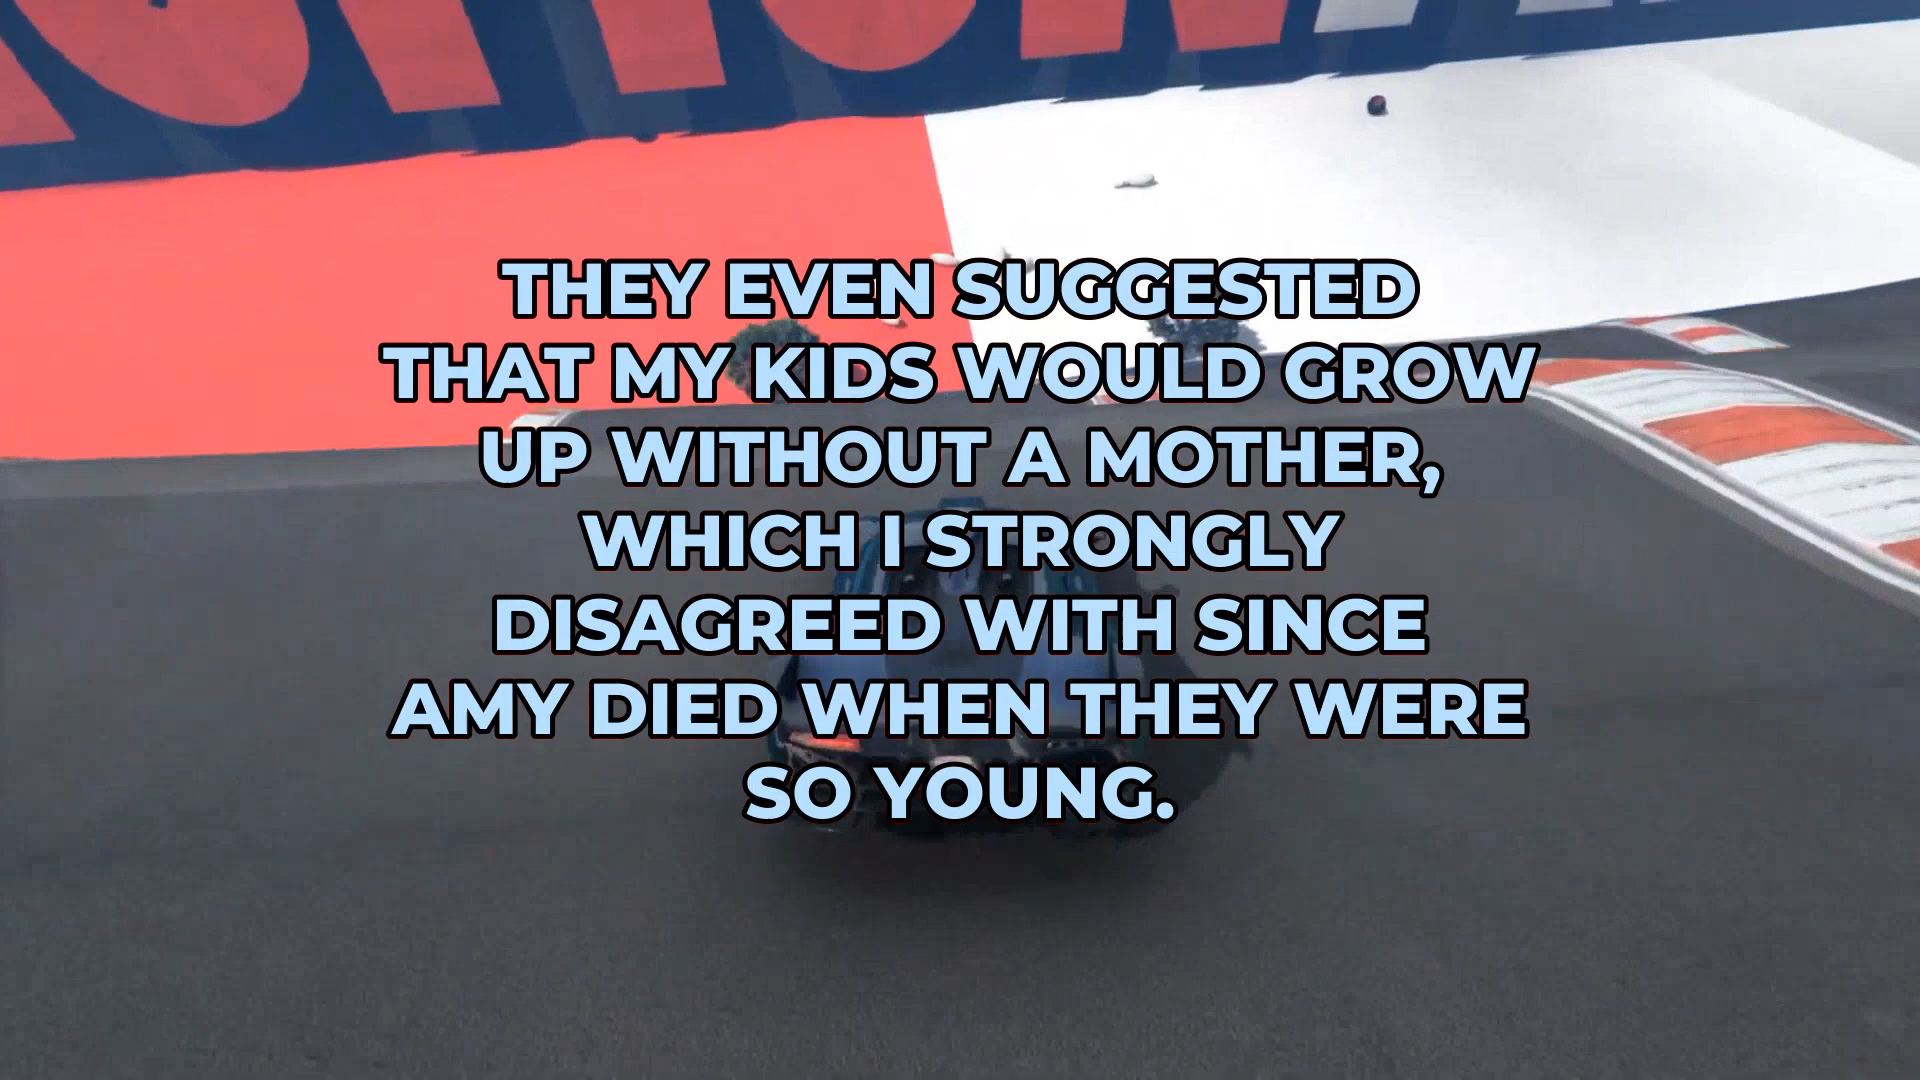 THEY EVEN SUGGESTED
THAT MY KIDS WOULD GROW
UP WITHOUT A MOTHER,
WHICH I STRONGLY
DISAGREED WITH SINCE
AMY DIED WHEN THEY WERE
SO YOUNG.